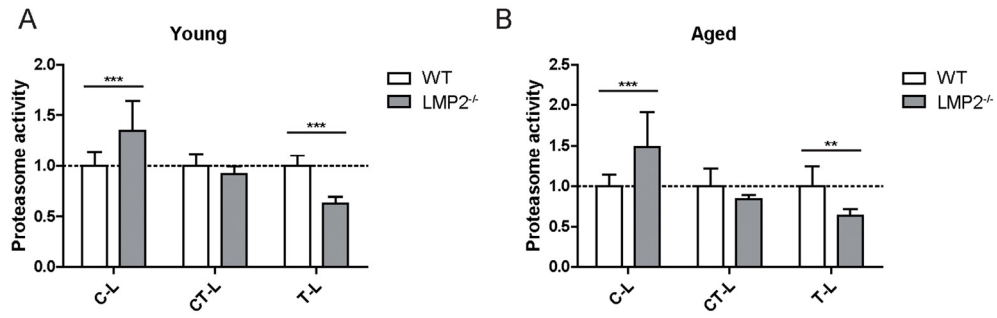 A
Young
Proteasome activity
2.0
1.5
1.0
0.5
0.0
***
***
C-L
CT-L
T-L
WT
LMP2-/-
B
Aged
Proteasome activity
2.5
2.0
1.5
1.0
0.5
0.0
***
**
C-L
CT-L
T-L
WT
LMP2-/-